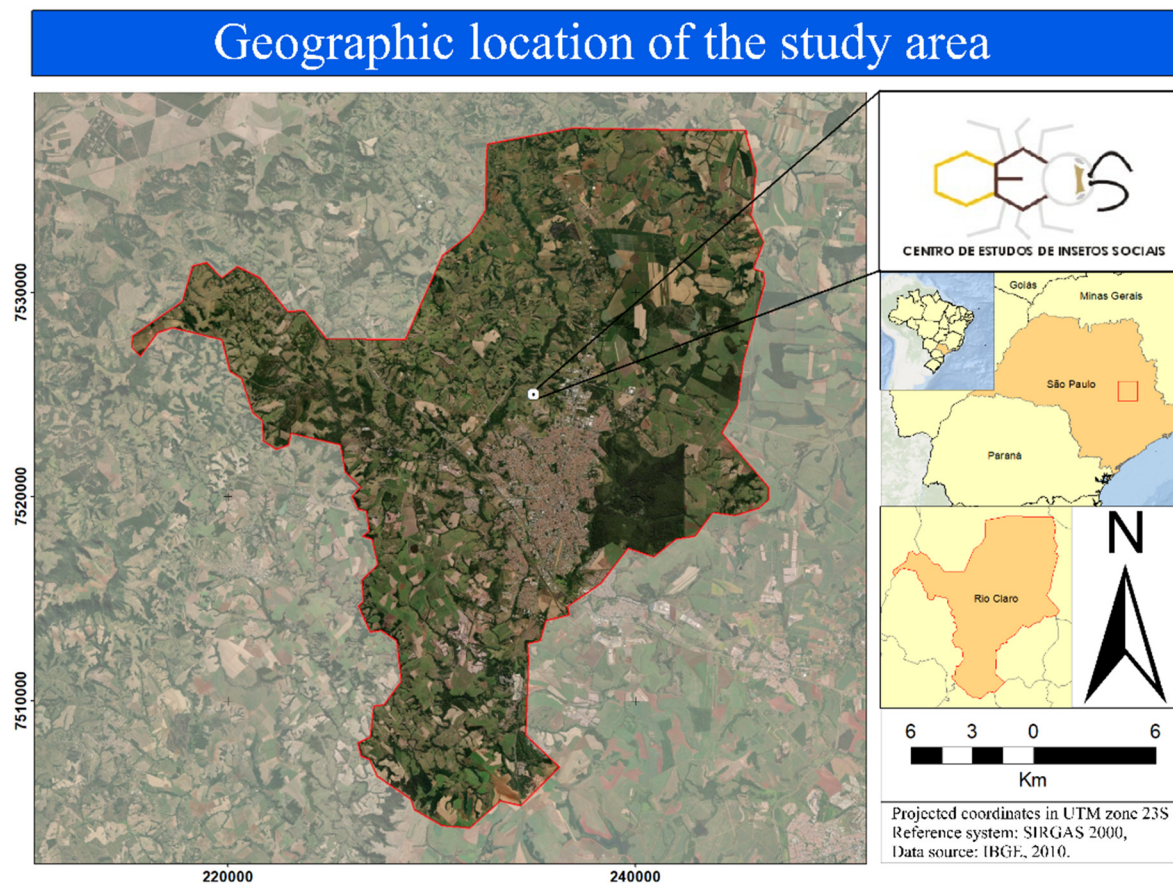 Geographic location of the study area
7530000
7520000
7510000
220000
240000
CENTRO DE ESTUDOS DE INSETOS SOCIAIS
Goiás
Minas Gerais
São Paulo
Paraná
Rio Claro
N
6 3 0 6
Km
Projected coordinates in UTM zone 23S
Reference system: SIRGAS 2000,
Data source: IBGE, 2010.